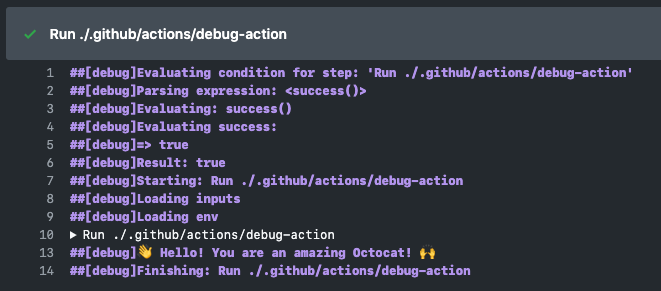 Run ./.github/actions/debug-action
1 ##[debug]Evaluating condition for step: 'Run ./.github/actions/debug-action'
2 ##[debug]Parsing expression: <success()>
3 ##[debug]Evaluating: success()
4 ##[debug]Evaluating success:
5 ##[debug]=> true
6 ##[debug]Result: true
7 ##[debug]Starting: Run ./.github/actions/debug-action
8 ##[debug]Loading inputs
9 ##[debug]Loading env
10 ▶ Run ./.github/actions/debug-action
13 ##[debug]👋 Hello! You are an amazing Octocat! 🙌
14 ##[debug]Finishing: Run ./.github/actions/debug-action